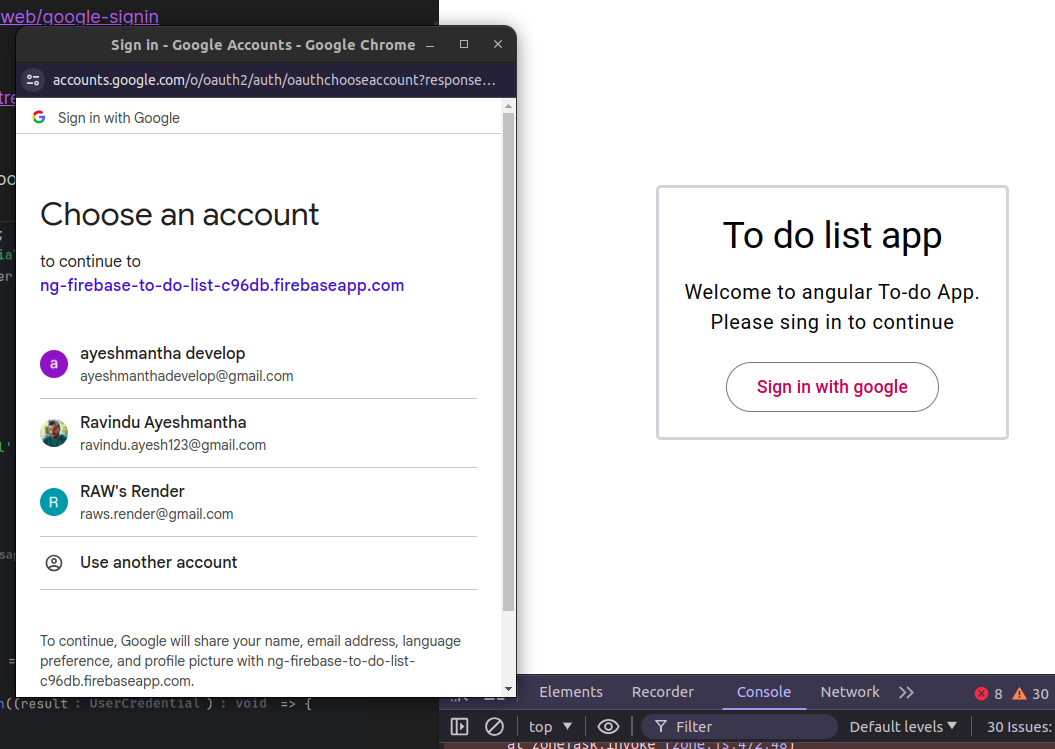 web/google-signin
Sign in - Google Accounts - Google Chrome
accounts.google.com/o/oauth2/auth/oauthchooseaccount?response…
Sign in with Google
Choose an account
to continue to
ng-firebase-to-do-list-c96db.firebaseapp.com
a
ayeshmantha develop
ayeshmanthadevelop@gmail.com
Ravindu Ayeshmantha
ravindu.ayesh123@gmail.com
R
RAW's Render
raws.render@gmail.com
Use another account
To continue, Google will share your name, email address, language
preference, and profile picture with ng-firebase-to-do-list-
c96db.firebaseapp.com.
((result : UserCredential ) : void => {
To do list app
Welcome to angular To-do App.
Please sing in to continue
Sign in with google
Elements Recorder Console Network 8 30
top Filter Default levels 30 Issues:
at ZoneTask.invoke (zone.js:472:48)